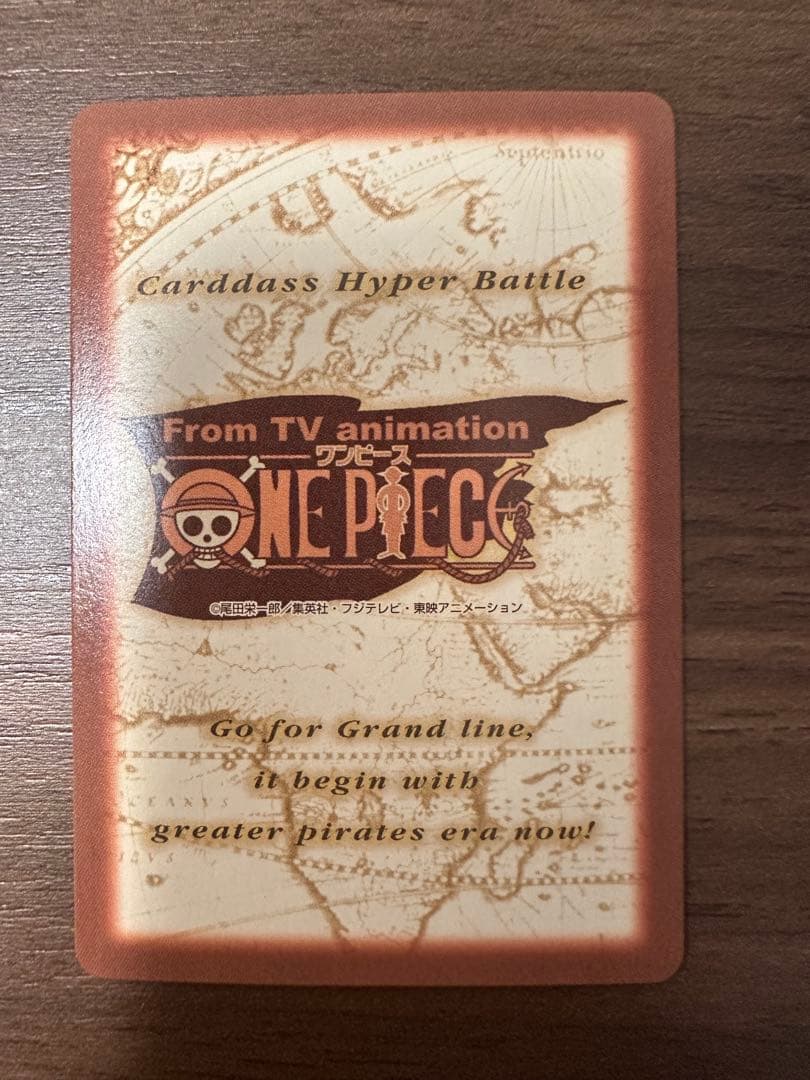 Septentrio
Carddass Hyper Battle
From TV animation
ワンピース
ONE PIECE
©尾田栄一郎／集英社・フジテレビ・東映アニメーション
Go for Grand line,
it begin with
greater pirates era now!